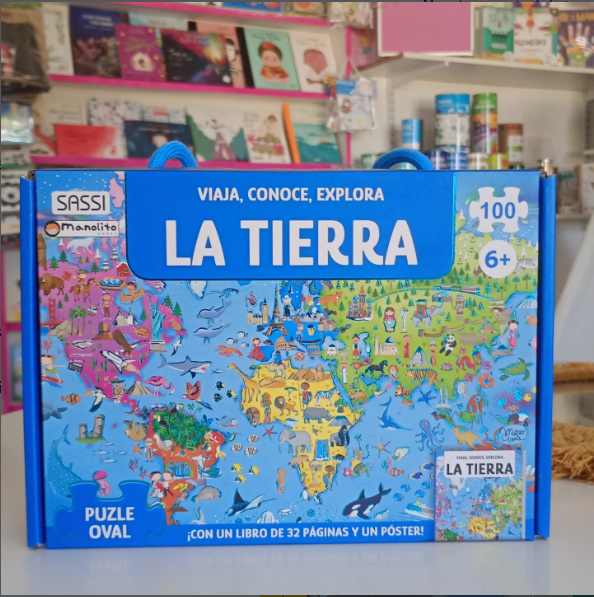 VIAJA, CONOCE, EXPLORA
LA TIERRA
SASSI
manolito
BOOKS
100
6+
VIAJA, CONOCE, EXPLORA
LA TIERRA
PUZLE
OVAL
¡CON UN LIBRO DE 32 PÁGINAS Y UN PÓSTER!